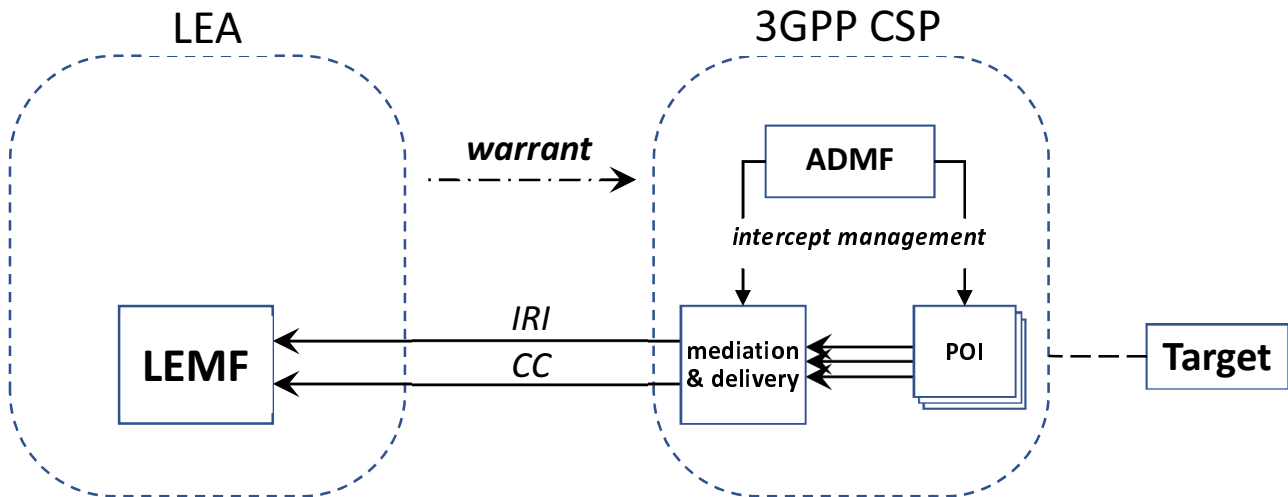 LEA
3GPP CSP
warrant
ADMF
intercept management
IRI
CC
LEMF
mediation
& delivery
POI
Target